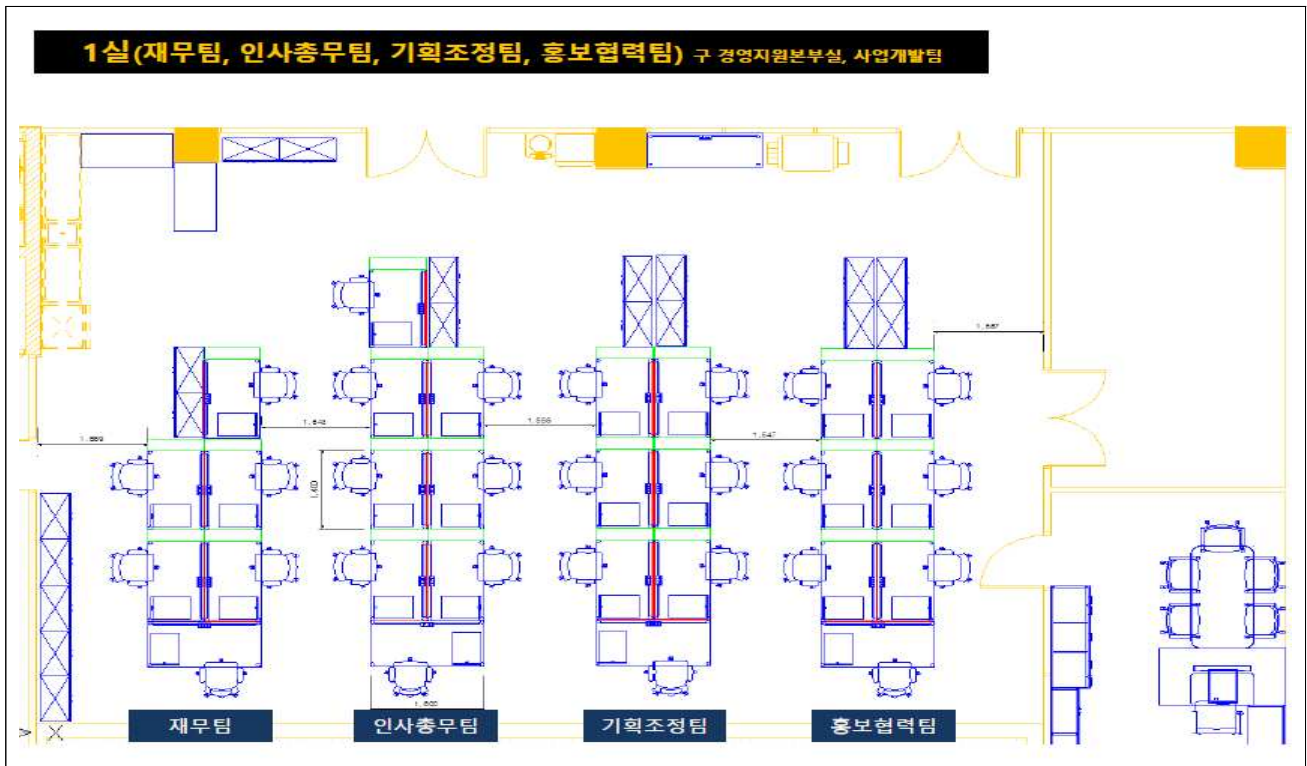 1실(재무팀, 인사총무팀, 기획조정팀, 홍보협력팀) 구 경영지원본부실, 사업개발팀
재무팀
인사총무팀
기획조정팀
홍보협력팀